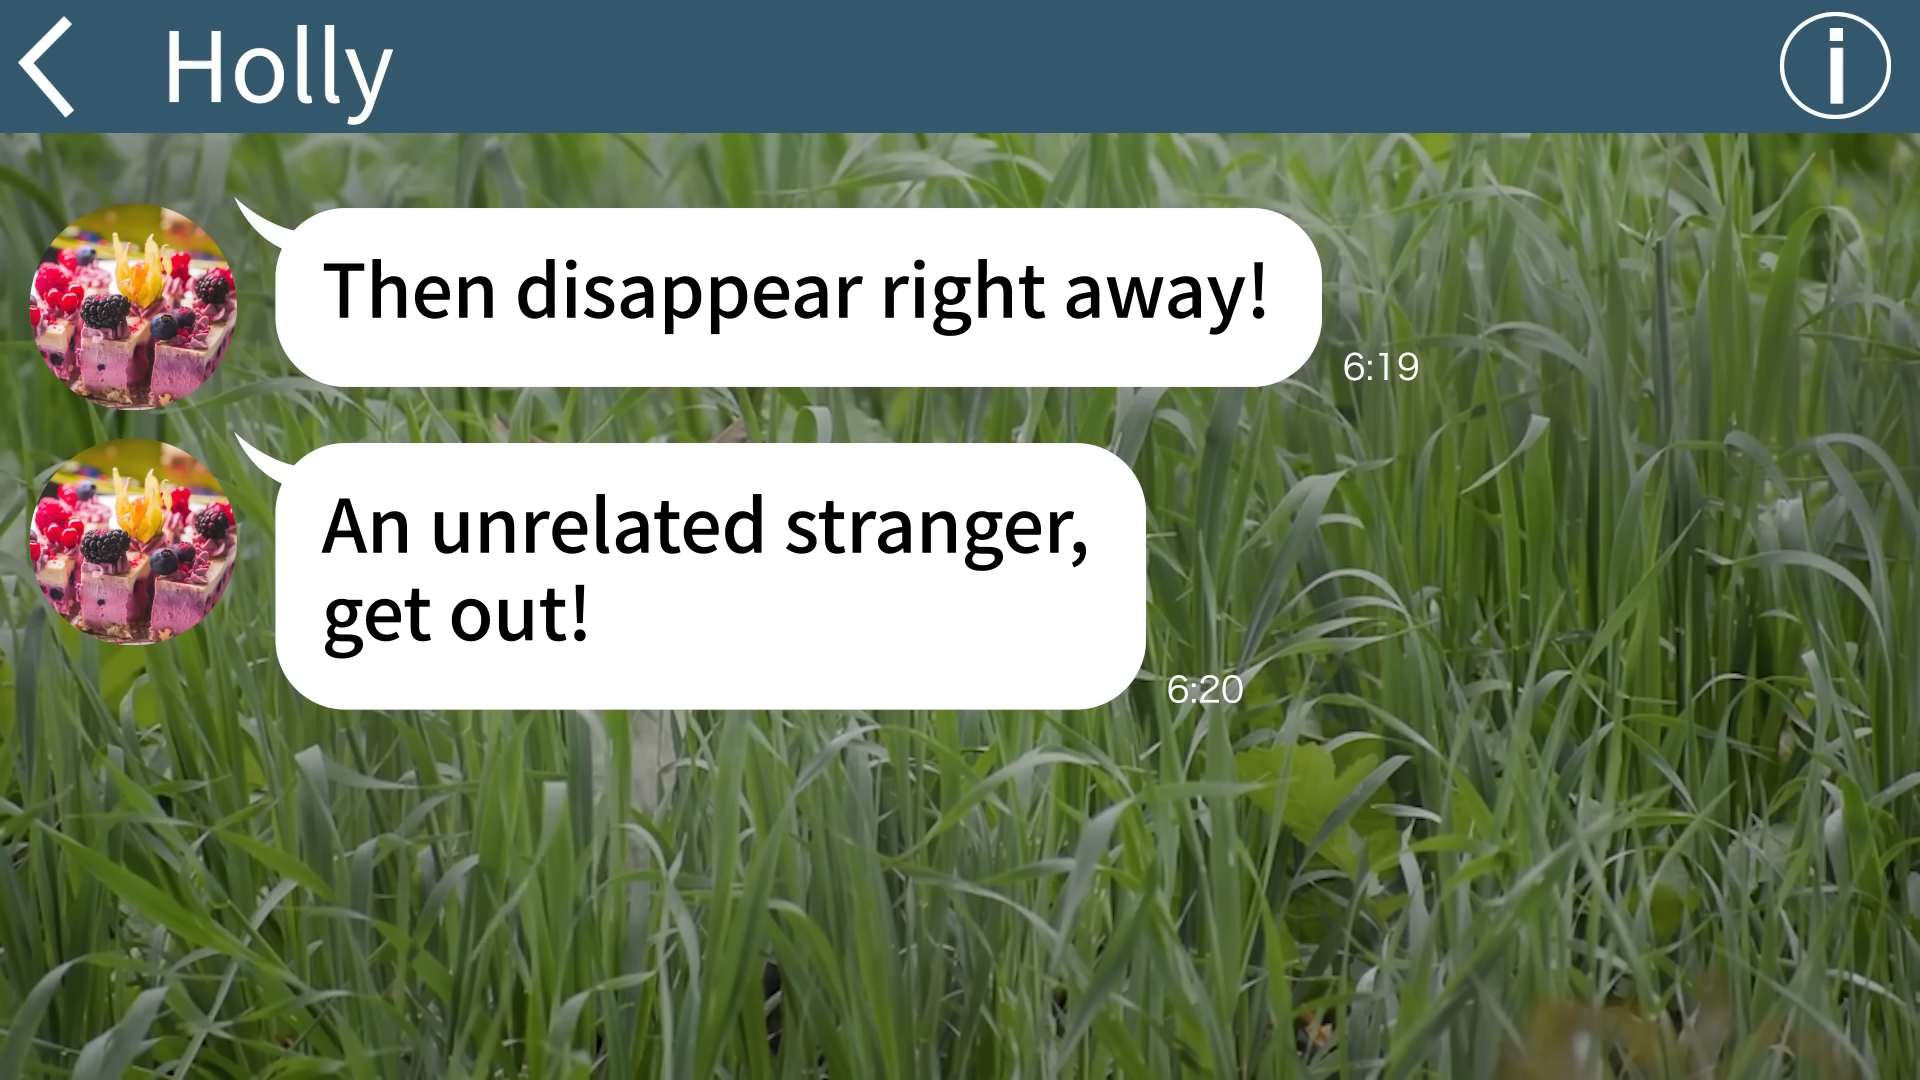 Holly
Then disappear right away!
6:19
An unrelated stranger,
get out!
6:20